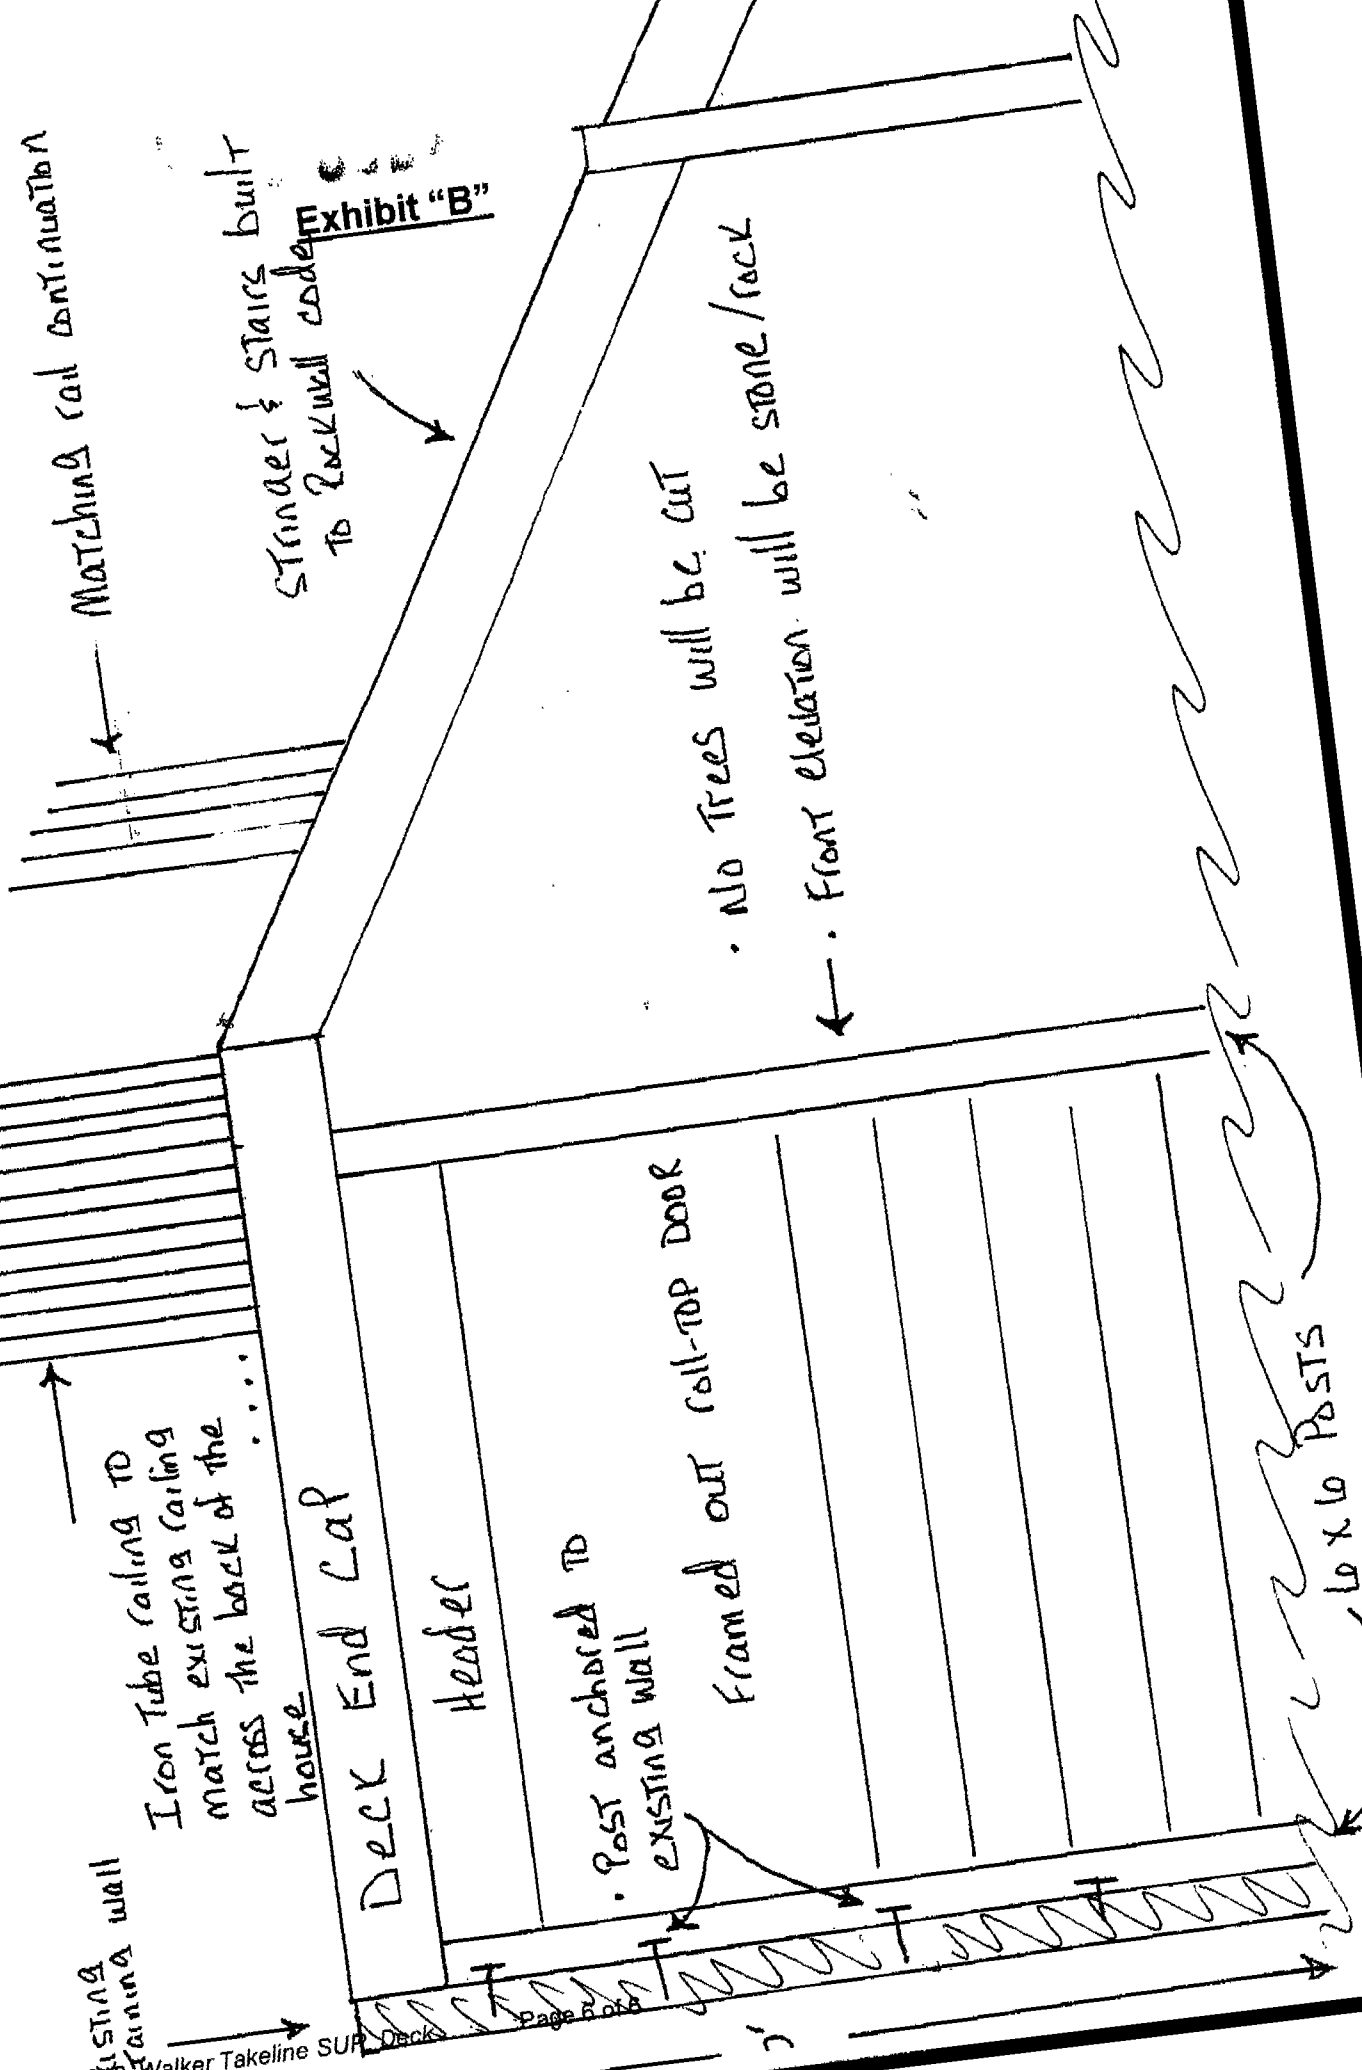 Matching rail continuation
Stringer & Stairs built
to Rockwall code
Exhibit “B”
• No Trees will be cut
• Front elevation will be stone/rock
Iron Tube railing to
match existing railing
across the back of the
house
....
Deck End Cap
Header
• Post anchored to
existing wall
Framed out roll-top DOOR
6x6 Posts
wall
Walker Takeline SUP, Deck
Page 6 of 6